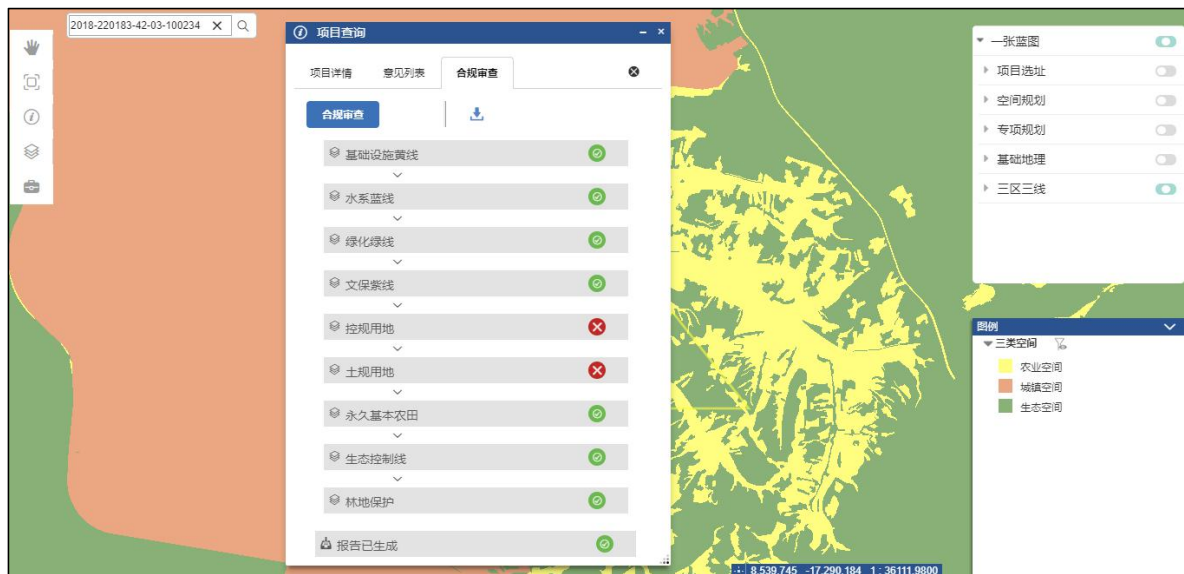 2018-220183-42-03-100234
项目查询
项目详情
意见列表
合规审查
合规审查
基础设施黄线
水系蓝线
绿化绿线
文保紫线
控规用地
土规用地
永久基本农田
生态控制线
林地保护
报告已生成
一张蓝图
项目选址
空间规划
专项规划
基础地理
三区三线
图例
三类空间
农业空间
城镇空间
生态空间
8,539.745 -17,290.184 1 : 36111.9800